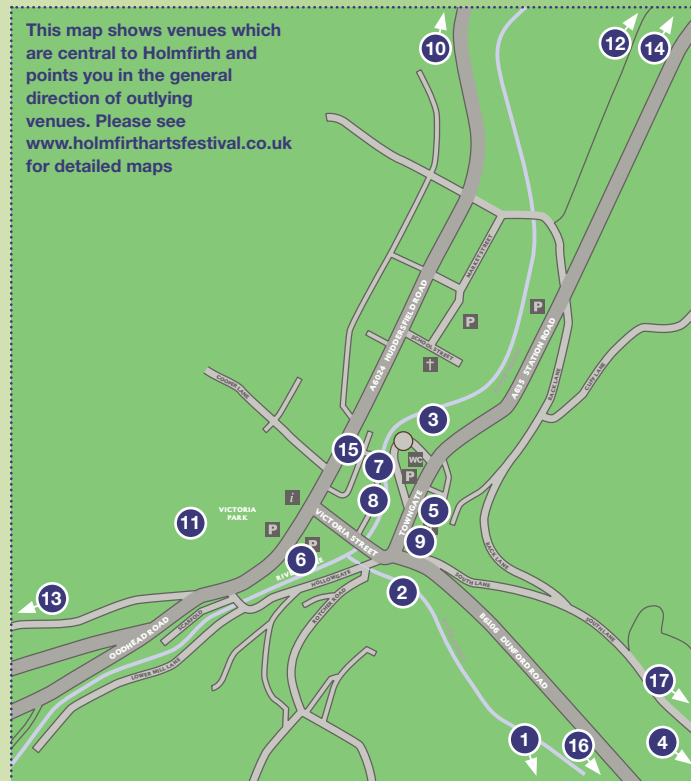 This map shows venues which
are central to Holmfirth and
points you in the general
direction of outlying
venues. Please see
www.holmfirthartsfestival.co.uk
for detailed maps
10
12
14
MARKET STREET
A6024 HUDDERSFIELD ROAD
P
P
SCHOOL STREET
A635 STATION ROAD
BACK LANE
CLIFF LANE
COOPER LANE
3
15
7
WC
P
8
TOWNGATE
5
i
11
VICTORIA
PARK
P
VICTORIA STREET
P
9
6
HOLLOWGATE
BACK LANE
SOUTH LANE
2
13
SCARFOLD
ROTCHER ROAD
OODHEAD ROAD
LOWER MILL LANE
B6106 DUNFORD ROAD
SOUTH LANE
17
1
16
4